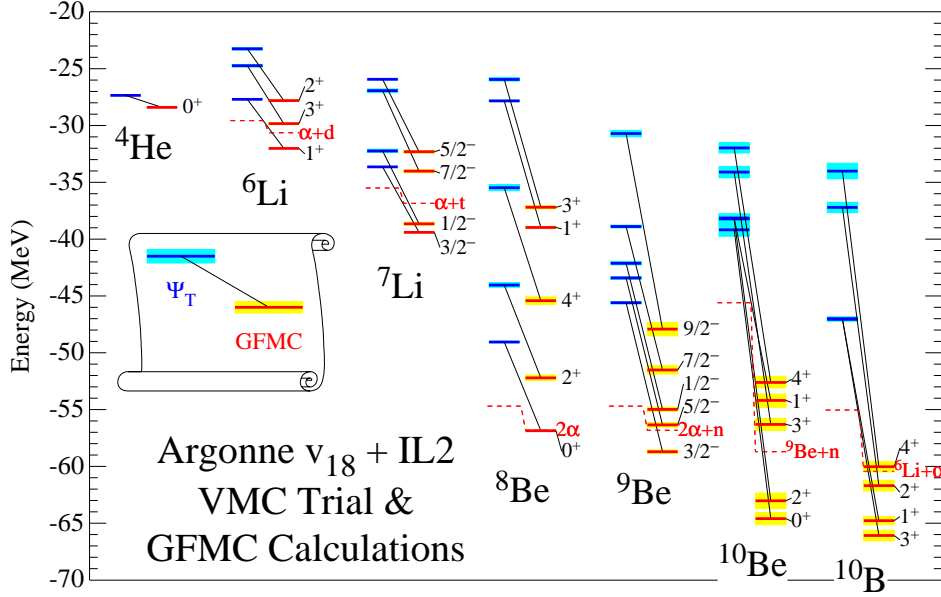 -20
-25
-30
-35
-40
-45
-50
-55
-60
-65
-70
Energy (MeV)
⁴He
0⁺
⁶Li
2⁺
3⁺
α+d
1⁺
⁷Li
5/2⁻
7/2⁻
α+t
1/2⁻
3/2⁻
⁸Be
3⁺
1⁺
4⁺
2⁺
2α
0⁺
⁹Be
9/2⁻
7/2⁻
1/2⁻
5/2⁻
2α+n
3/2⁻
¹⁰Be
4⁺
1⁺
3⁺
⁹Be+n
2⁺
0⁺
¹⁰B
4⁺
⁶Li+α
2⁺
1⁺
3⁺
Ψ_T
GFMC
Argonne v₁₈ + IL2
VMC Trial &
GFMC Calculations